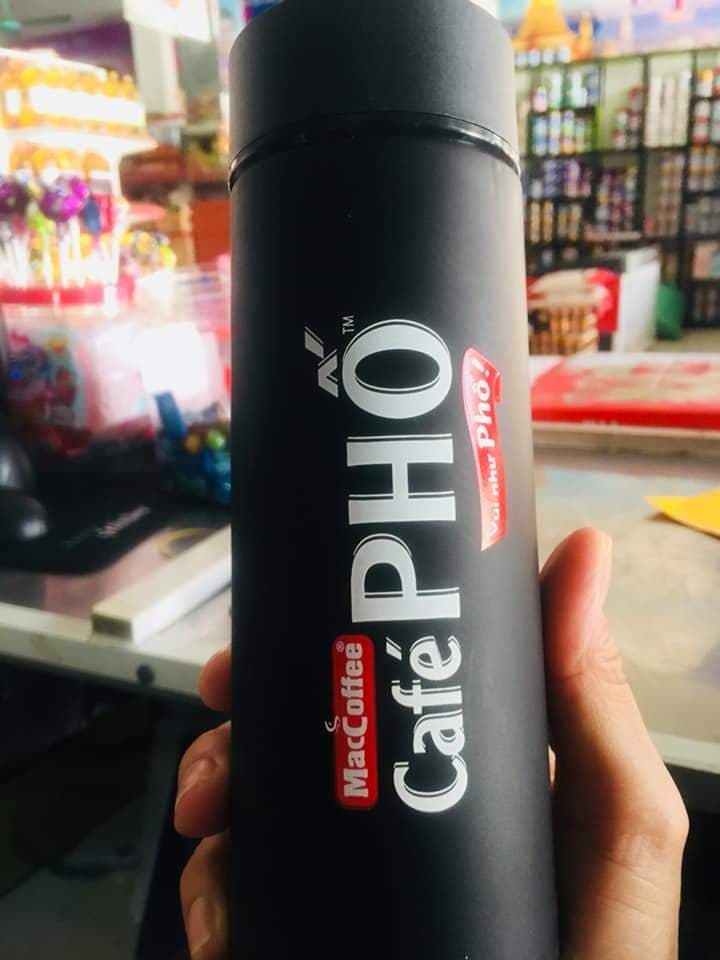 MacCoffee®
Café PHỐ™
Vui như Phố!